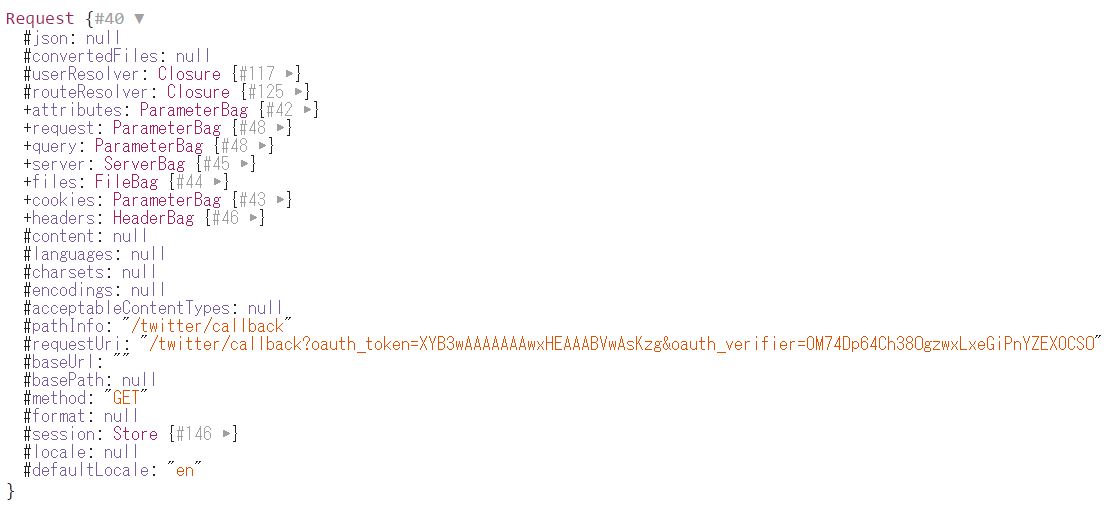 Request {#40 ▼
#json: null
#convertedFiles: null
#userResolver: Closure {#117 ▶}
#routeResolver: Closure {#125 ▶}
+attributes: ParameterBag {#42 ▶}
+request: ParameterBag {#48 ▶}
+query: ParameterBag {#48 ▶}
+server: ServerBag {#45 ▶}
+files: FileBag {#44 ▶}
+cookies: ParameterBag {#43 ▶}
+headers: HeaderBag {#46 ▶}
#content: null
#languages: null
#charsets: null
#encodings: null
#acceptableContentTypes: null
#pathInfo: "/twitter/callback"
#requestUri: "/twitter/callback?oauth_token=XYB3wAAAAAAAwxHEAAABVwAsKzg&oauth_verifier=OM74Dp64Ch38OgzwxLxeGiPnYZEXOCSO"
#baseUrl: ""
#basePath: null
#method: "GET"
#format: null
#session: Store {#146 ▶}
#locale: null
#defaultLocale: "en"
}